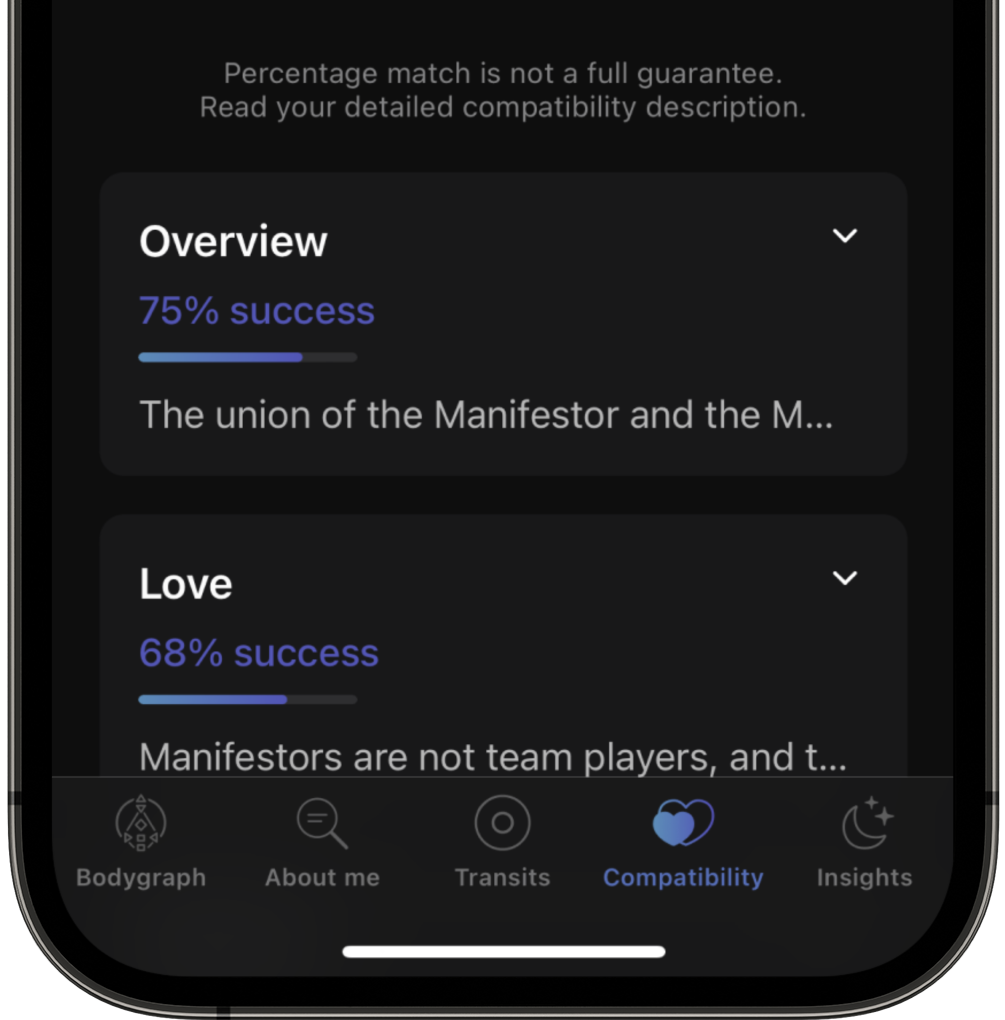 Percentage match is not a full guarantee.
Read your detailed compatibility description.
Overview
75% success
The union of the Manifestor and the M...
Love
68% success
Manifestors are not team players, and t...
Bodygraph
About me
Transits
Compatibility
Insights